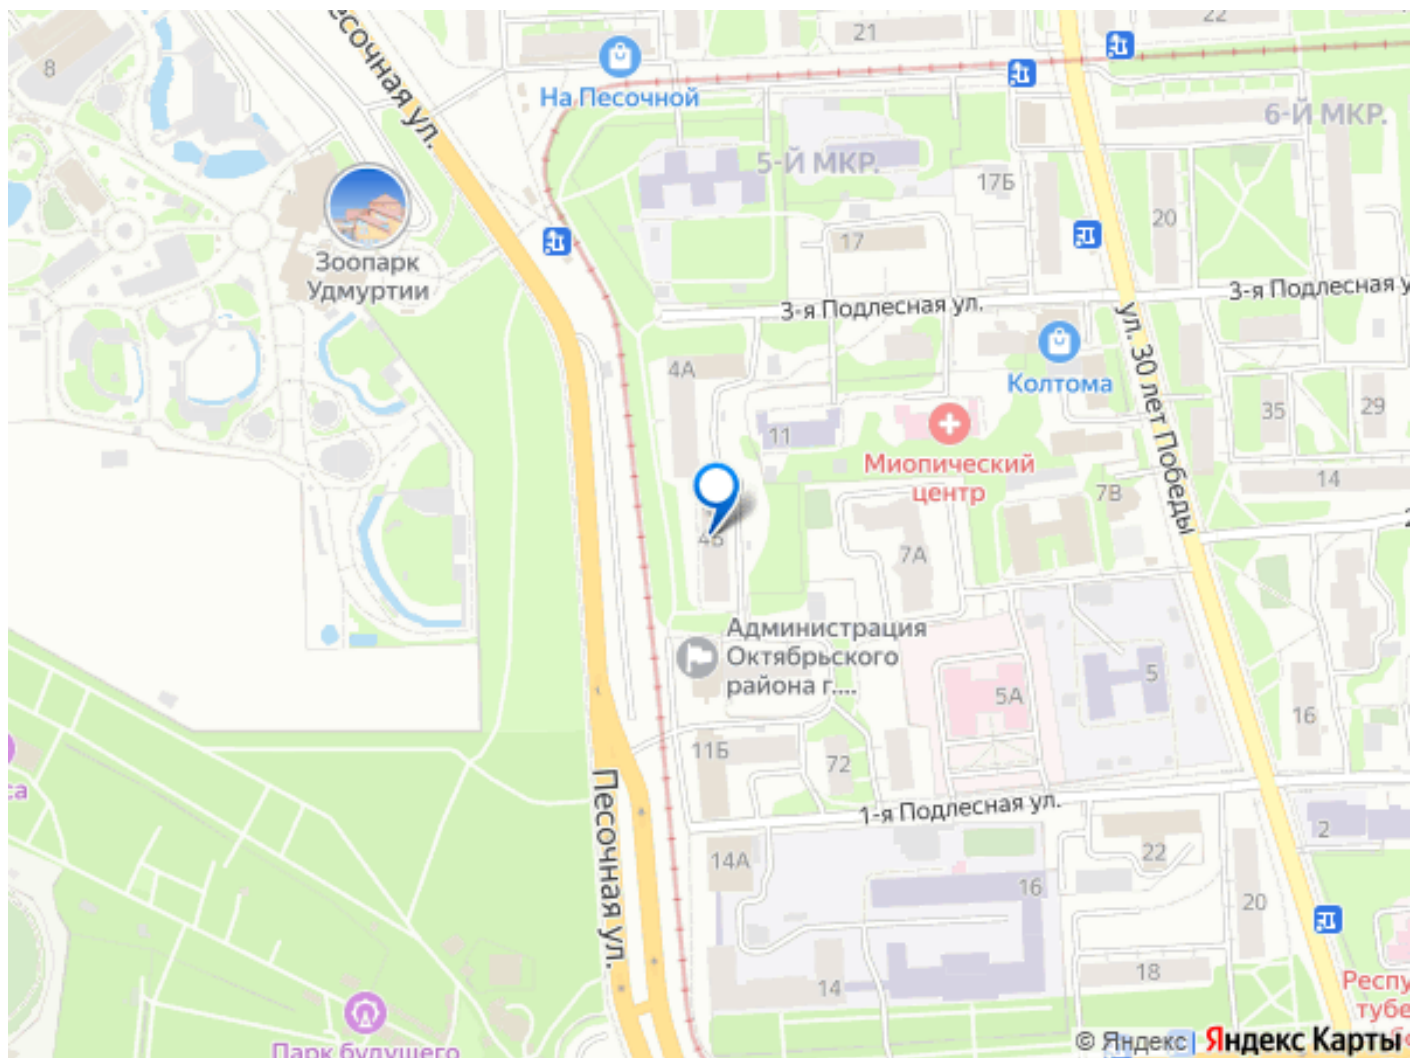 8
21
22
На Песочной
Песочная ул.
6-Й МКР.
5-Й МКР.
17Б
20
17
Зоопарк
Удмуртии
3-я Подлесная ул.
3-я Подлесная у
ул. 30 лет Победы
4А
Колтома
35
29
11
Миопический
центр
14
7В
4Б
7А
Администрация
Октябрьского
района г....
5А
5
16
11Б
72
1-я Подлесная ул.
Песочная ул.
2
14А
22
16
20
18
14
Парк будущего
Респу
тубе
© Яндекс | Яндекс Карты